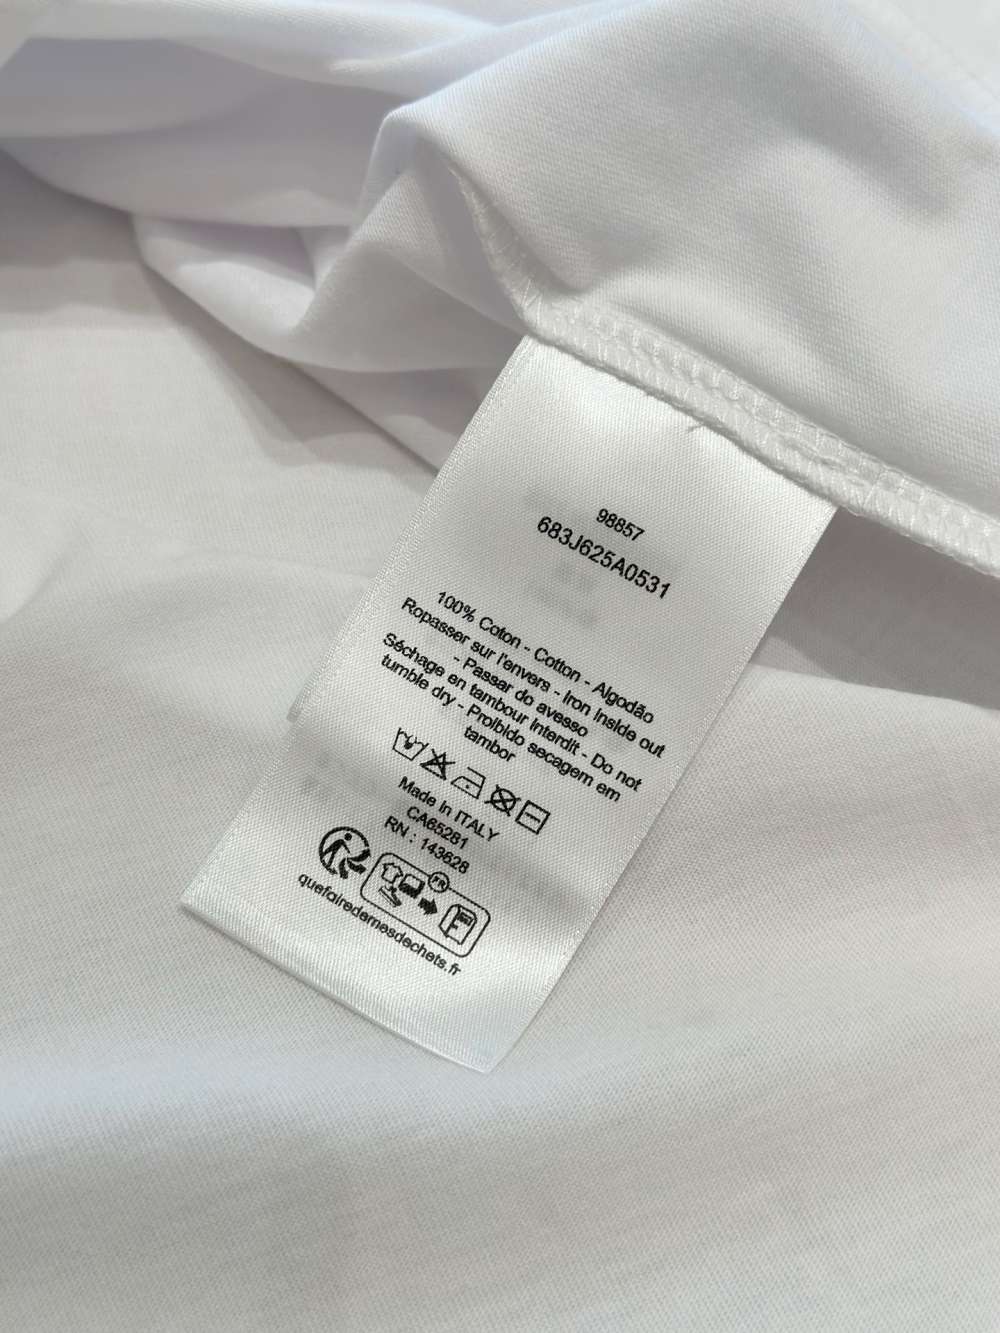 98857
683J625A0531
100% Coton - Cotton - Algodão
Ropasser sur l'envers - Iron Inside out
- Passar do avesso
Séchage en tambour Interdit - Do not
tumble dry - Proibido secagem em
tambor
Made In ITALY
CA65281
RN : 143628
FR
quefairedemesdechets.fr